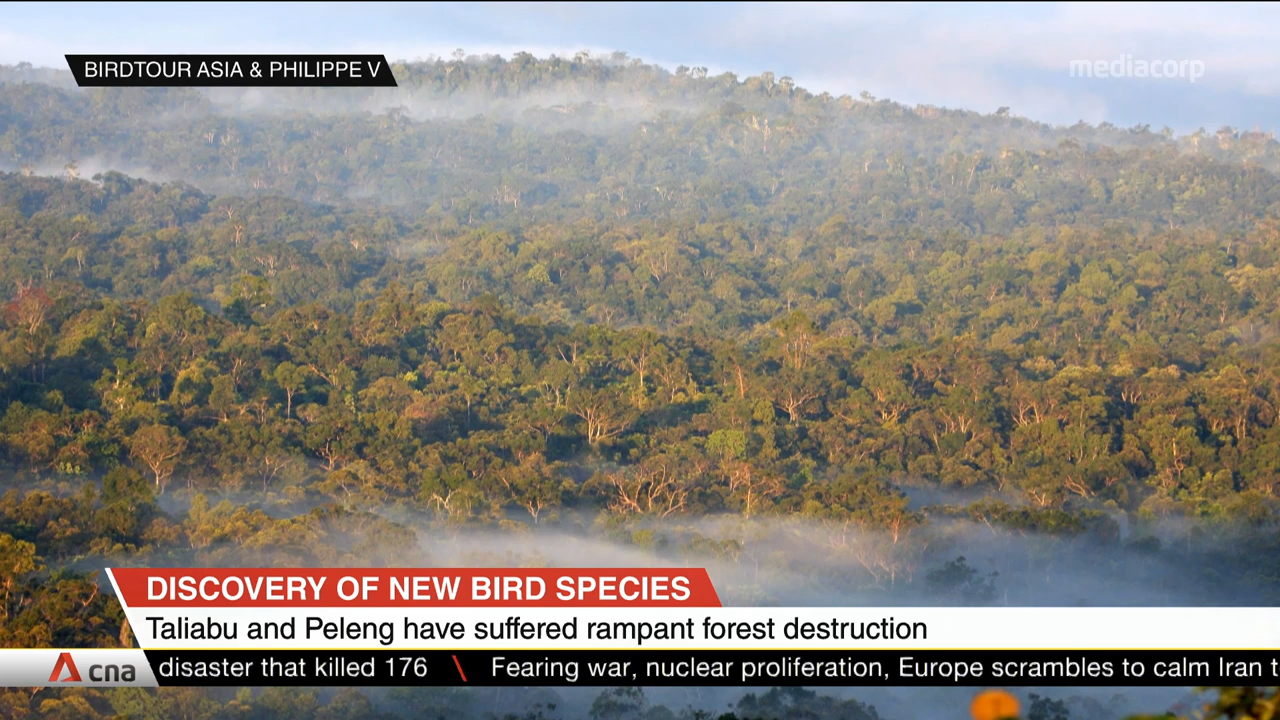 BIRDTOUR ASIA & PHILIPPE V
mediacorp
DISCOVERY OF NEW BIRD SPECIES
Taliabu and Peleng have suffered rampant forest destruction
cna disaster that killed 176 \ Fearing war, nuclear proliferation, Europe scrambles to calm Iran t